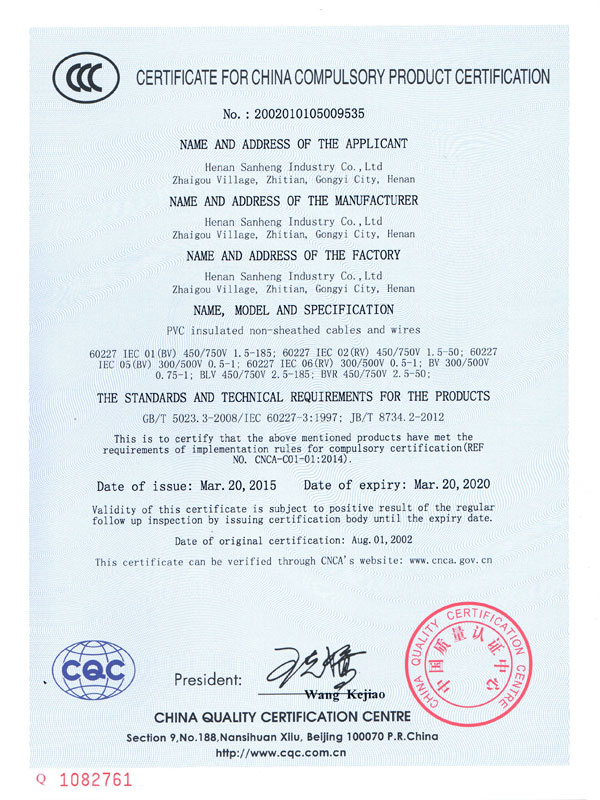 CCC
CERTIFICATE FOR CHINA COMPULSORY PRODUCT CERTIFICATION
No.: 2002010105009535
NAME AND ADDRESS OF THE APPLICANT
Henan Sanheng Industry Co.,Ltd
Zhaigou Village, Zhitian, Gongyi City, Henan
NAME AND ADDRESS OF THE MANUFACTURER
Henan Sanheng Industry Co.,Ltd
Zhaigou Village, Zhitian, Gongyi City, Henan
NAME AND ADDRESS OF THE FACTORY
Henan Sanheng Industry Co.,Ltd
Zhaigou Village, Zhitian, Gongyi City, Henan
NAME, MODEL AND SPECIFICATION
PVC insulated non-sheathed cables and wires
60227 IEC 01(BV) 450/750V 1.5-185; 60227 IEC 02(RV) 450/750V 1.5-50; 60227
IEC 05(BV) 300/500V 0.5-1; 60227 IEC 06(RV) 300/500V 0.5-1; BV 300/500V
0.75-1; BLV 450/750V 2.5-185; BVR 450/750V 2.5-50;
THE STANDARDS AND TECHNICAL REQUIREMENTS FOR THE PRODUCTS
GB/T 5023.3-2008/IEC 60227-3:1997; JB/T 8734.2-2012
This is to certify that the above mentioned products have met the
requirements of implementation rules for compulsory certification(REF
NO. CNCA-C01-01:2014).
Date of issue: Mar.20,2015 Date of expiry: Mar.20,2020
Validity of this certificate is subject to positive result of the regular
follow up inspection by issuing certification body until the expiry date.
Date of original certification: Aug.01,2002
This certificate can be verified through CNCA's website: www.cnca.gov.cn
CQC
President:
Wang Kejiao
CHINA QUALITY CERTIFICATION CENTRE
中国质量认证中心
CHINA QUALITY CERTIFICATION CENTRE
Section 9,No.188,Nansihuan Xilu, Beijing 100070 P.R.China
http://www.cqc.com.cn
Q 1082761